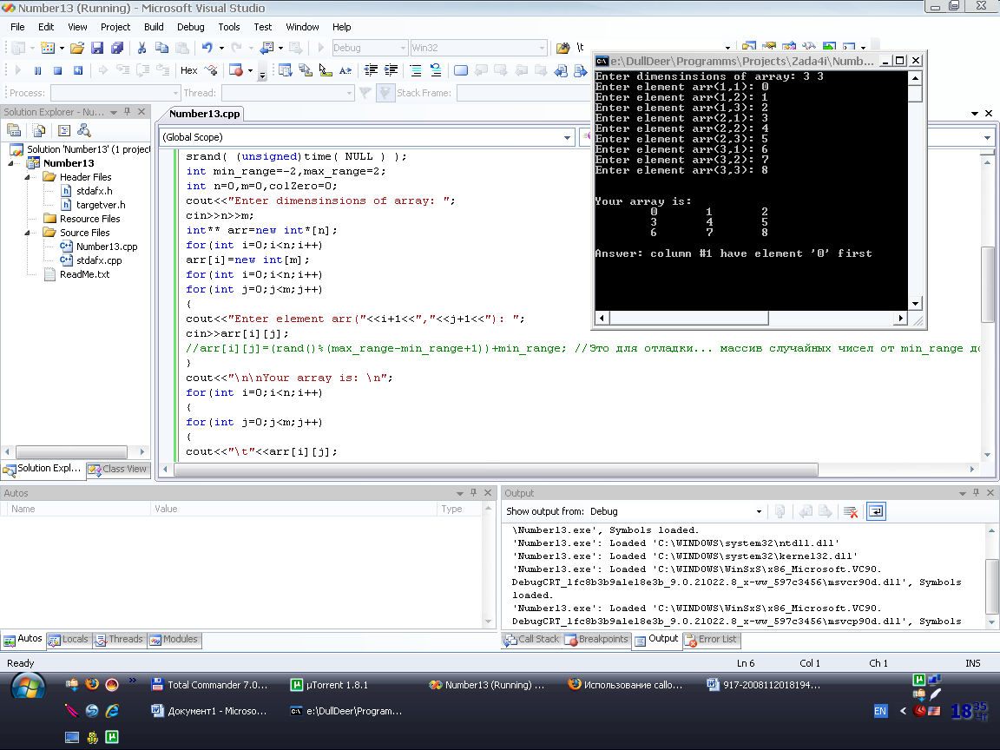 Number13 (Running) - Microsoft Visual Studio
File Edit View Project Build Debug Tools Test Window Help
Debug Win32 \t
Hex
Process: Thread: Stack Frame:
Solution Explorer - Nu...
Solution 'Number13' (1 project
Number13
Header Files
stdafx.h
targetver.h
Resource Files
Source Files
Number13.cpp
stdafx.cpp
ReadMe.txt
Solution Expl... Class View
Number13.cpp
(Global Scope)
srand( (unsigned)time( NULL ) );
int min_range=-2,max_range=2;
int n=0,m=0,colZero=0;
cout<<"Enter dimensinsions of array: ";
cin>>n>>m;
int** arr=new int*[n];
for(int i=0;i<n;i++)
arr[i]=new int[m];
for(int i=0;i<n;i++)
for(int j=0;j<m;j++)
{
cout<<"Enter element arr("<<i+1<<","<<j+1<<"): ";
cin>>arr[i][j];
//arr[i][j]=(rand()%(max_range-min_range+1))+min_range; //Это для отладки... массив случайных чисел от min_range до
}
cout<<"\n\nYour array is: \n";
for(int i=0;i<n;i++)
{
for(int j=0;j<m;j++)
{
cout<<"\t"<<arr[i][j];
e:\DullDeer\Programms\Projects\Zada4i\Numb...
Enter dimensinsions of array: 3 3
Enter element arr(1,1): 0
Enter element arr(1,2): 1
Enter element arr(1,3): 2
Enter element arr(2,1): 3
Enter element arr(2,2): 4
Enter element arr(2,3): 5
Enter element arr(3,1): 6
Enter element arr(3,2): 7
Enter element arr(3,3): 8
Your array is:
0 1 2
3 4 5
6 7 8
Answer: column #1 have element '0' first
Autos
Name Value Type
Autos Locals Threads Modules
Output
Show output from: Debug
\Number13.exe', Symbols loaded.
'Number13.exe': Loaded 'C:\WINDOWS\system32\ntdll.dll'
'Number13.exe': Loaded 'C:\WINDOWS\system32\kernel32.dll'
'Number13.exe': Loaded 'C:\WINDOWS\WinSxS\x86_Microsoft.VC90.
DebugCRT_1fc8b3b9a1e18e3b_9.0.21022.8_x-ww_597c3456\msvcr90d.dll', Symbols
loaded.
'Number13.exe': Loaded 'C:\WINDOWS\WinSxS\x86_Microsoft.VC90.
DebugCRT_1fc8b3b9a1e18e3b_9.0.21022.8_x-ww_597c3456\msvcp90d.dll', Symbols
Call Stack Breakpoints Output Error List
Ready Ln 6 Col 1 Ch 1 INS
Total Commander 7.0... µTorrent 1.8.1 Number13 (Running) ... Использование callo... 917-2008112018194...
Документ1 - Microso... e:\DullDeer\Program... EN 18 35 Чт